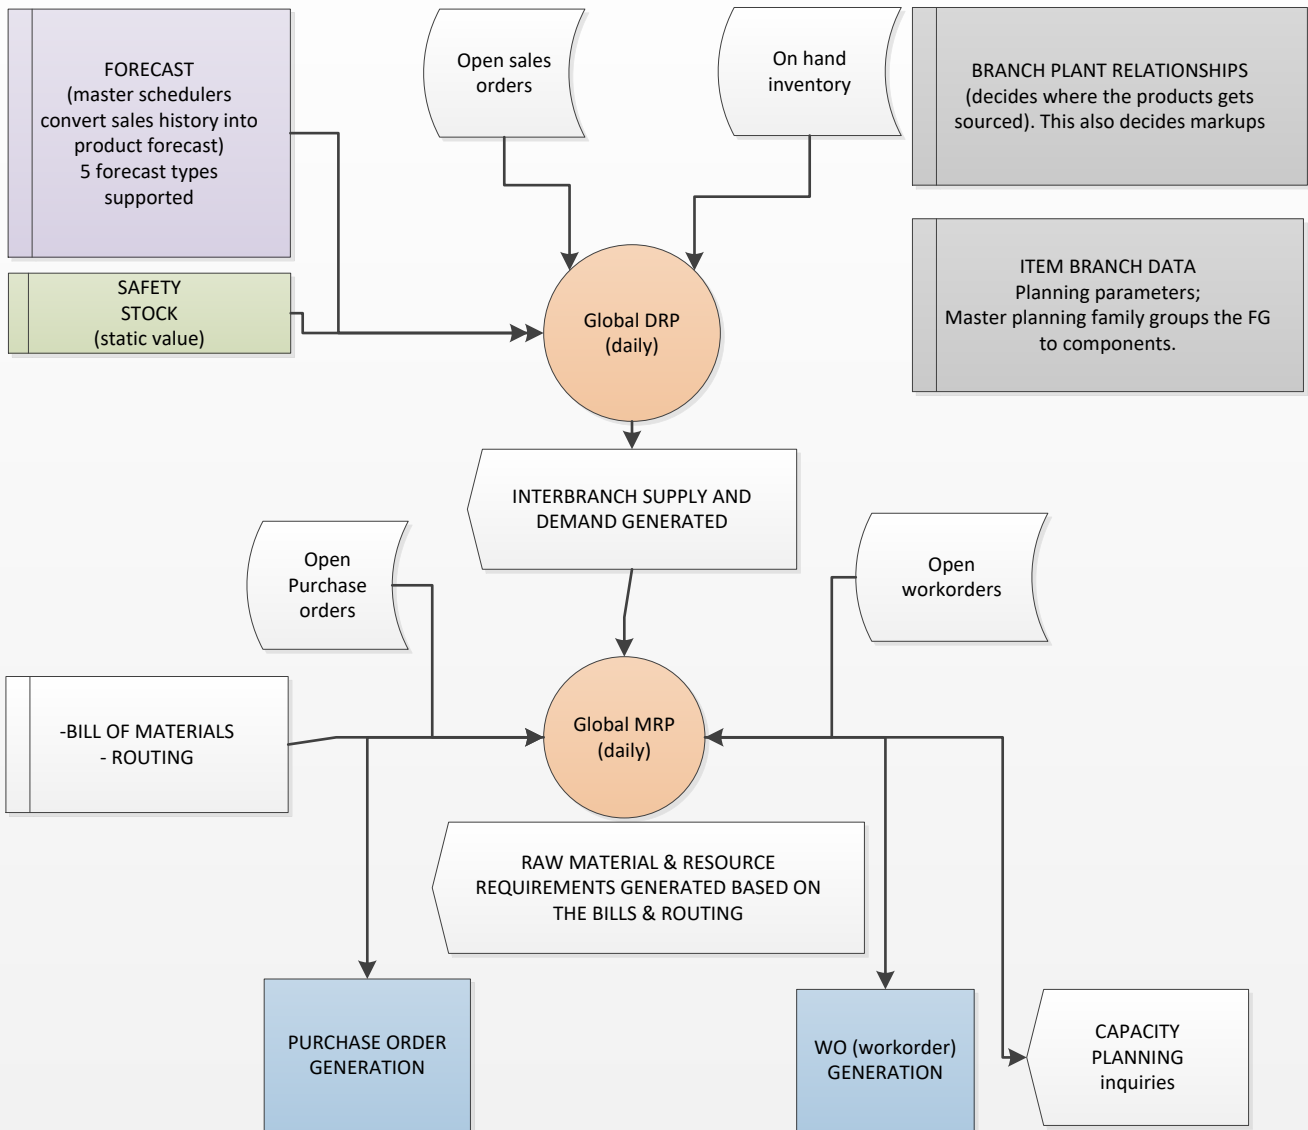 FORECAST
(master schedulers
convert sales history into
product forecast)
5 forecast types
supported
Open sales
orders
On hand
inventory
BRANCH PLANT RELATIONSHIPS
(decides where the products gets
sourced). This also decides markups
SAFETY
STOCK
(static value)
Global DRP
(daily)
ITEM BRANCH DATA
Planning parameters;
Master planning family groups the FG
to components.
INTERBRANCH SUPPLY AND
DEMAND GENERATED
Open
Purchase
orders
Open
workorders
-BILL OF MATERIALS
- ROUTING
Global MRP
(daily)
RAW MATERIAL & RESOURCE
REQUIREMENTS GENERATED BASED ON
THE BILLS & ROUTING
PURCHASE ORDER
GENERATION
WO (workorder)
GENERATION
CAPACITY
PLANNING
inquiries